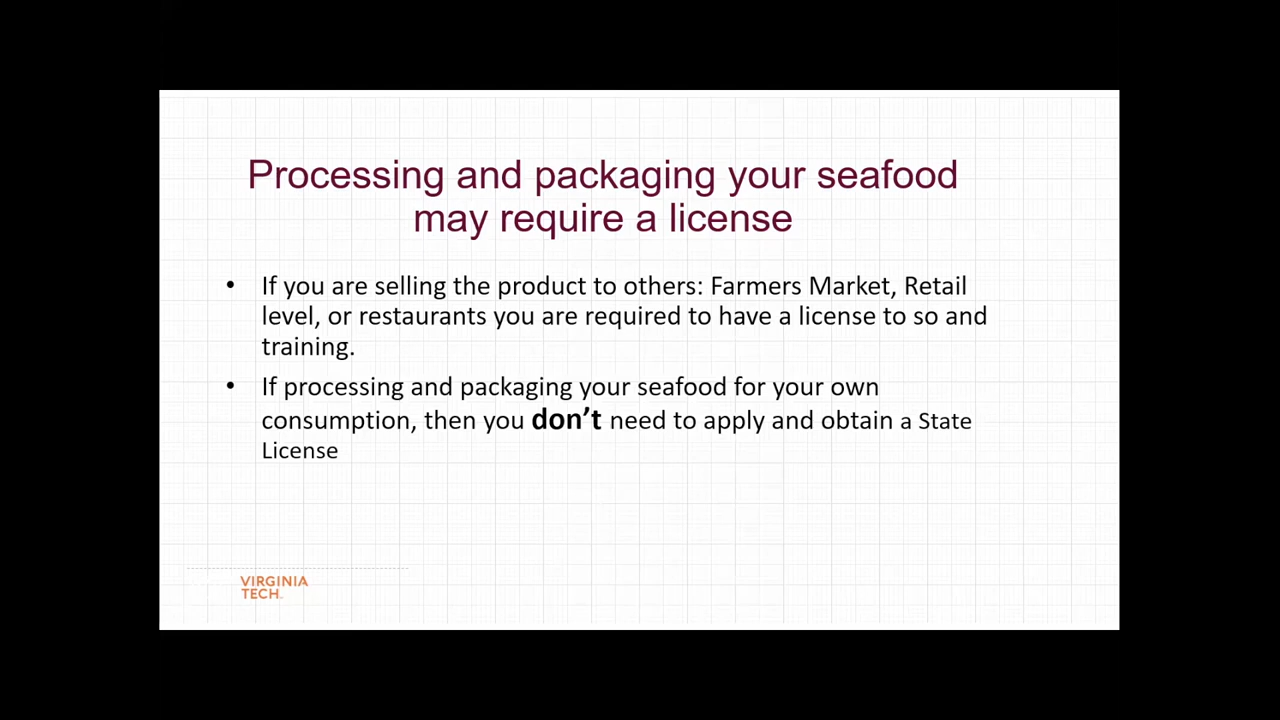 Processing and packaging your seafood
may require a license
• If you are selling the product to others: Farmers Market, Retail
level, or restaurants you are required to have a license to so and
training.
• If processing and packaging your seafood for your own
consumption, then you don’t need to apply and obtain a State
License
VIRGINIA
TECH